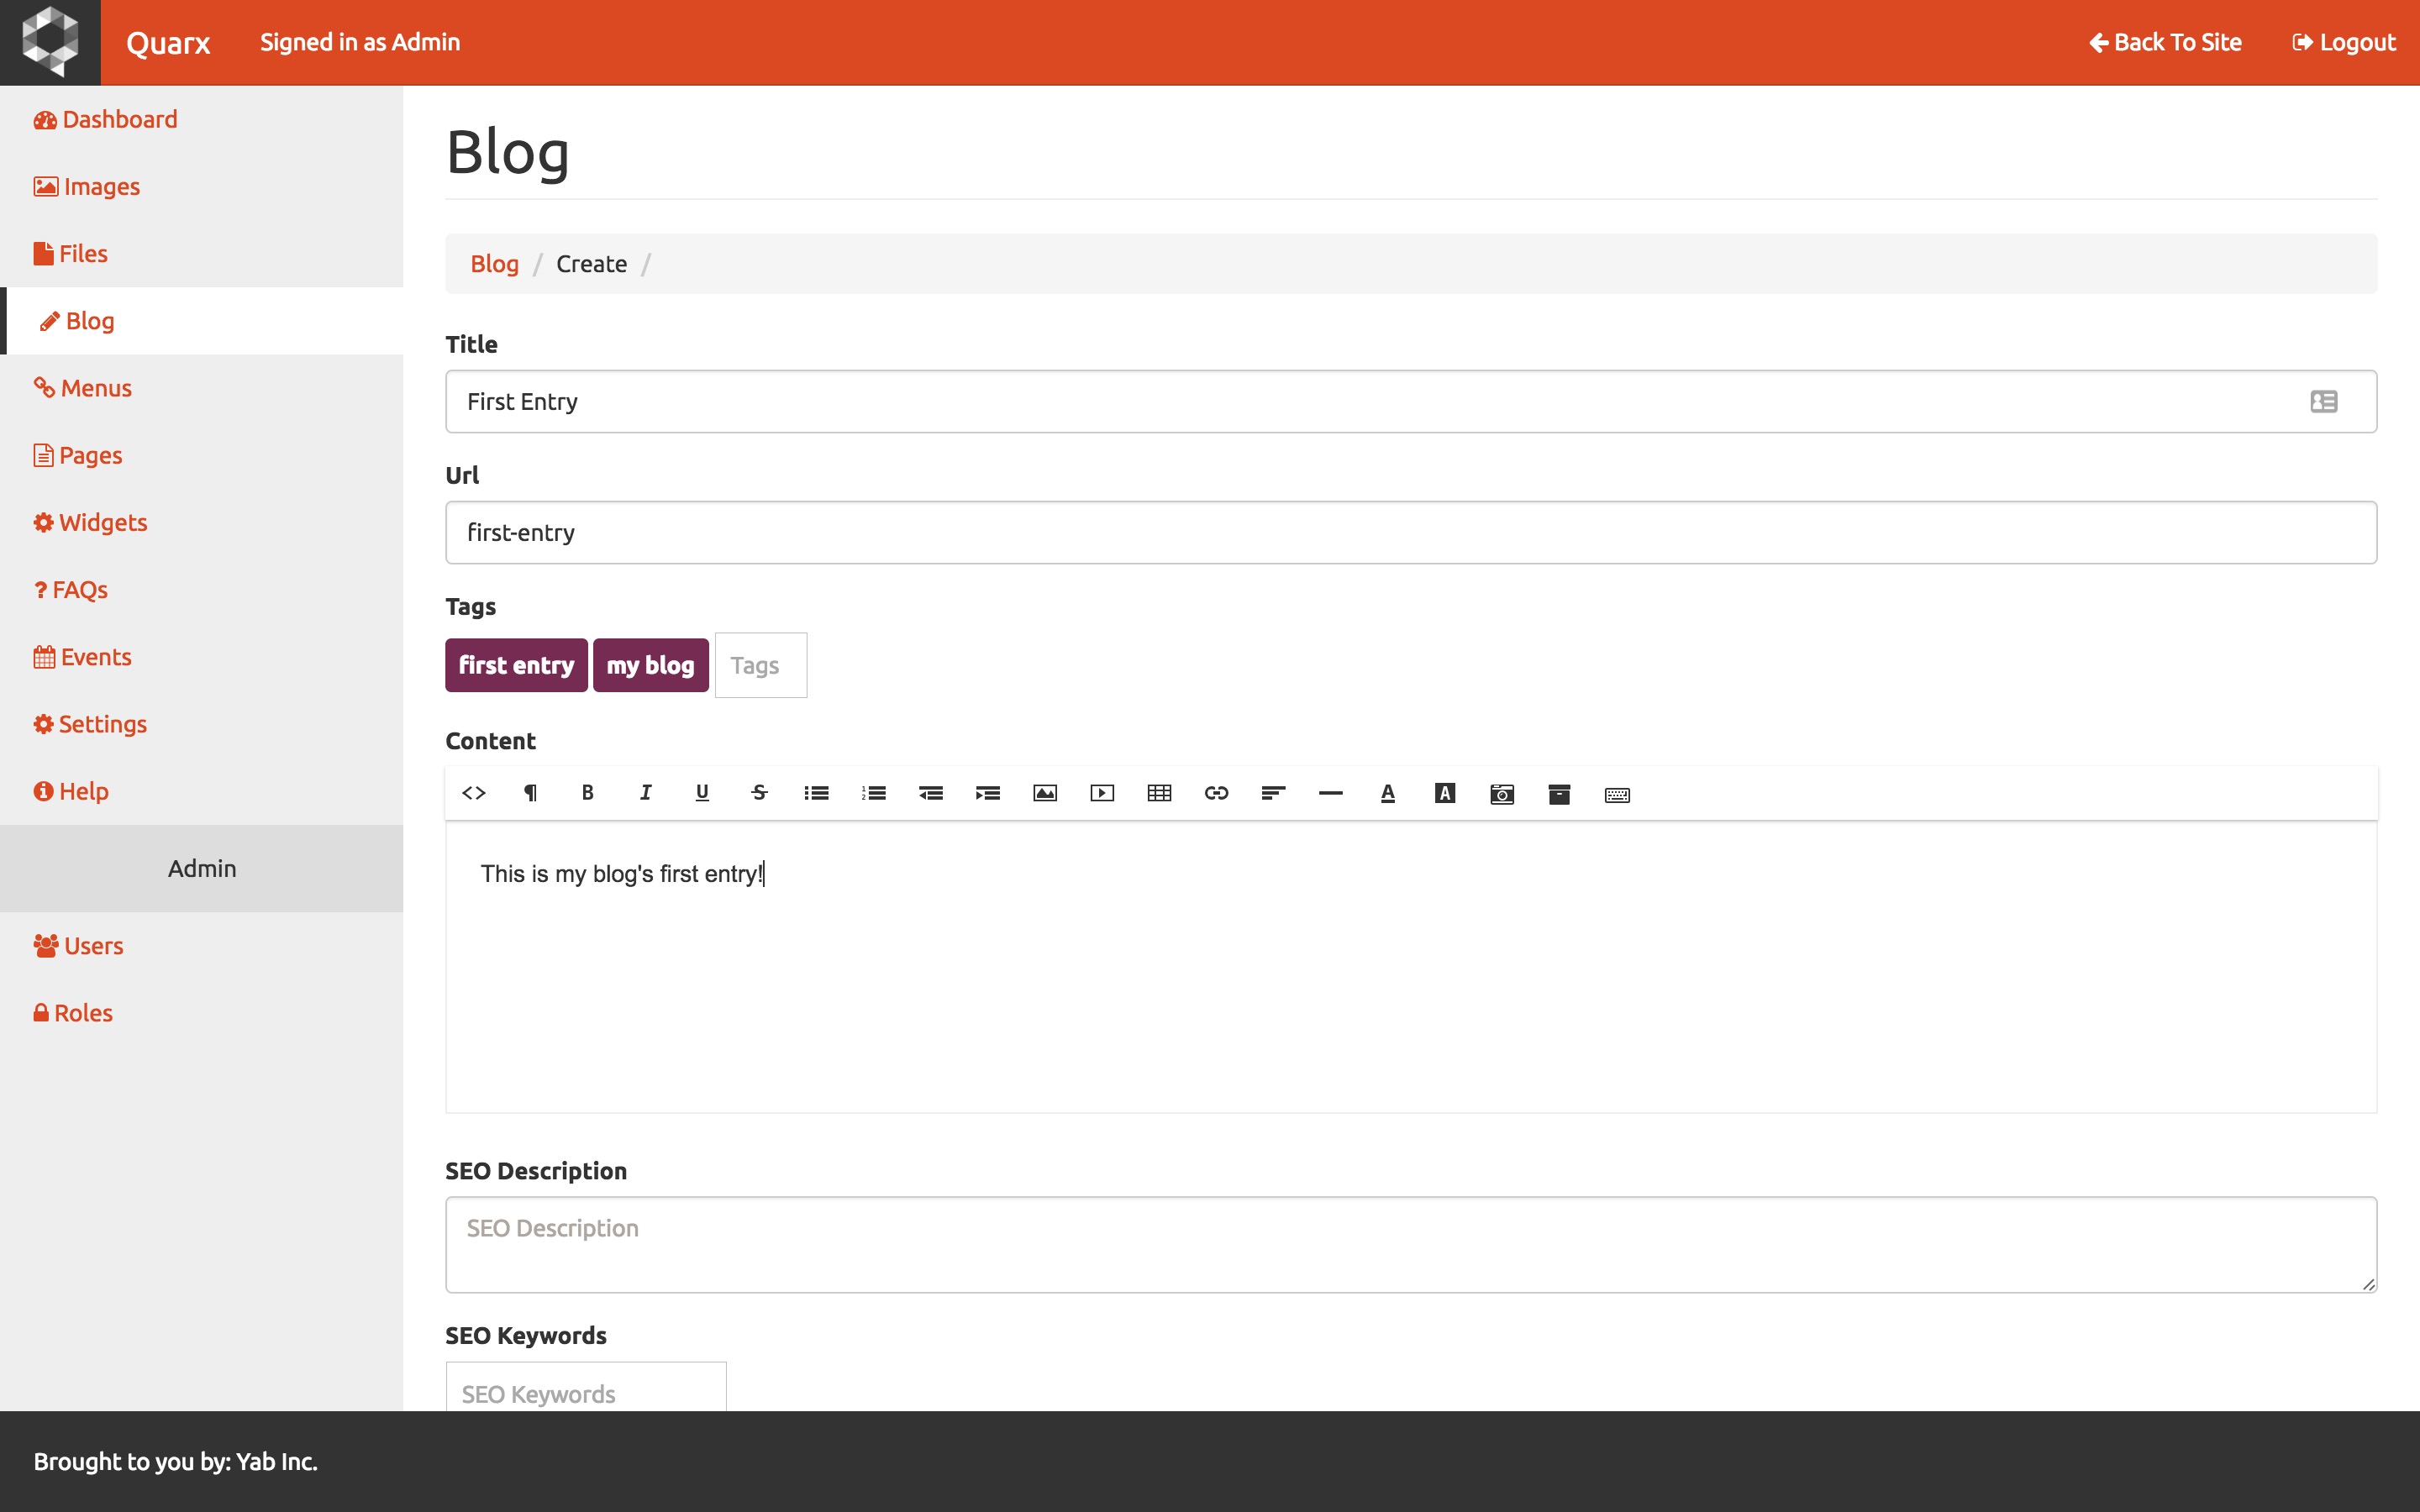 Quarx Signed in as Admin Back To Site Logout
Dashboard
Images
Files
Blog
Menus
Pages
Widgets
? FAQs
Events
Settings
Help
Admin
Users
Roles
Blog
Blog / Create /
Title
First Entry
Url
first-entry
Tags
first entry my blog Tags
Content
<> ¶ B I U S A A
This is my blog's first entry!
SEO Description
SEO Description
SEO Keywords
SEO Keywords
Brought to you by: Yab Inc.